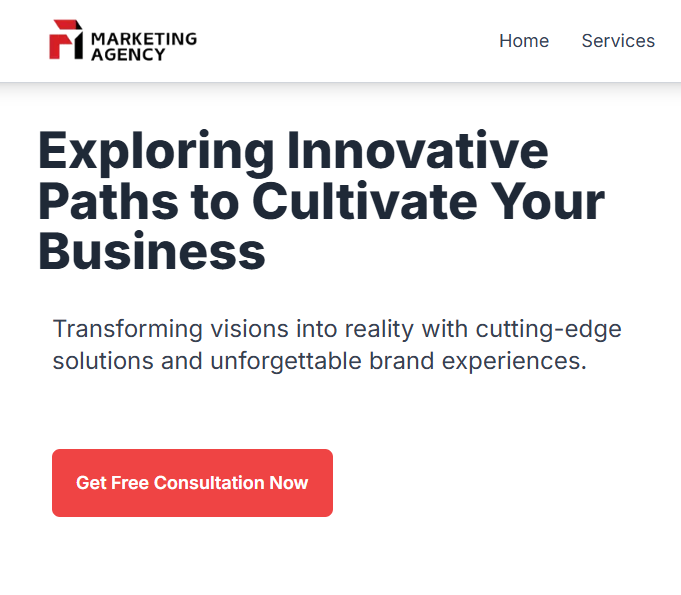 MARKETING
AGENCY
Home
Services
Exploring Innovative
Paths to Cultivate Your
Business
Transforming visions into reality with cutting-edge
solutions and unforgettable brand experiences.
Get Free Consultation Now